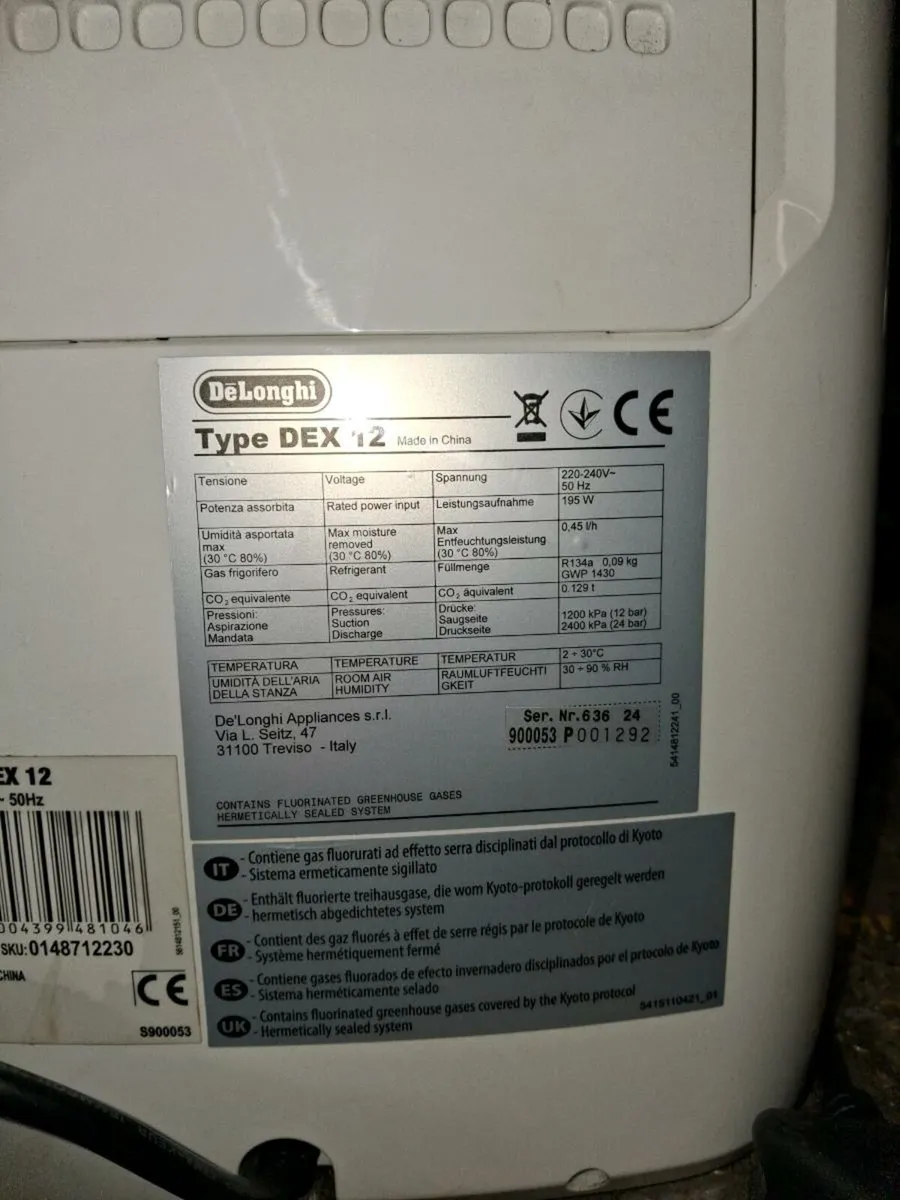 DeLonghi
Type DEX 12 Made in China
CE
Tensione Voltage Spannung 220-240V~ 50 Hz
Potenza assorbita Rated power input Leistungsaufnahme 195 W
Umidità asportata max (30 °C 80%) Max moisture removed (30 °C 80%) Max Entfeuchtungsleistung (30 °C 80%) 0,45 l/h
Gas frigorifero Refrigerant Füllmenge R134a 0,09 kg GWP 1430
CO₂ equivalente CO₂ equivalent CO₂ äquivalent 0.129 t
Pressioni: Pressures: Drücke:
Aspirazione Suction Saugseite 1200 kPa (12 bar)
Mandata Discharge Druckseite 2400 kPa (24 bar)
TEMPERATURA TEMPERATURE TEMPERATUR 2 ÷ 30°C
UMIDITÀ DELL'ARIA DELLA STANZA ROOM AIR HUMIDITY RAUMLUFTFEUCHTI GKEIT 30 ÷ 90 % RH
De'Longhi Appliances s.r.l.
Via L. Seitz, 47
31100 Treviso - Italy
Ser. Nr.636 24
900053 P001292
5414812241_00
CONTAINS FLUORINATED GREENHOUSE GASES
HERMETICALLY SEALED SYSTEM
IT - Contiene gas fluorurati ad effetto serra disciplinati dal protocollo di Kyoto
- Sistema ermeticamente sigillato
DE - Enthält fluorierte treihausgase, die wom Kyoto-protokoll geregelt werden
- hermetisch abgedichtetes system
FR - Contient des gaz fluorés à effet de serre régis par le protocole de Kyoto
- Système hermétiquement fermé
ES - Contiene gases fluorados de efecto invernadero disciplinados por el prtocolo de Kyoto
- Sistema herméticamente selado
UK - Contains fluorinated greenhouse gases covered by the Kyoto protocol
- Hermetically sealed system
5415110421_01
EX 12
~ 50Hz
004399 481046
SKU:0148712230
CHINA
CE
S900053